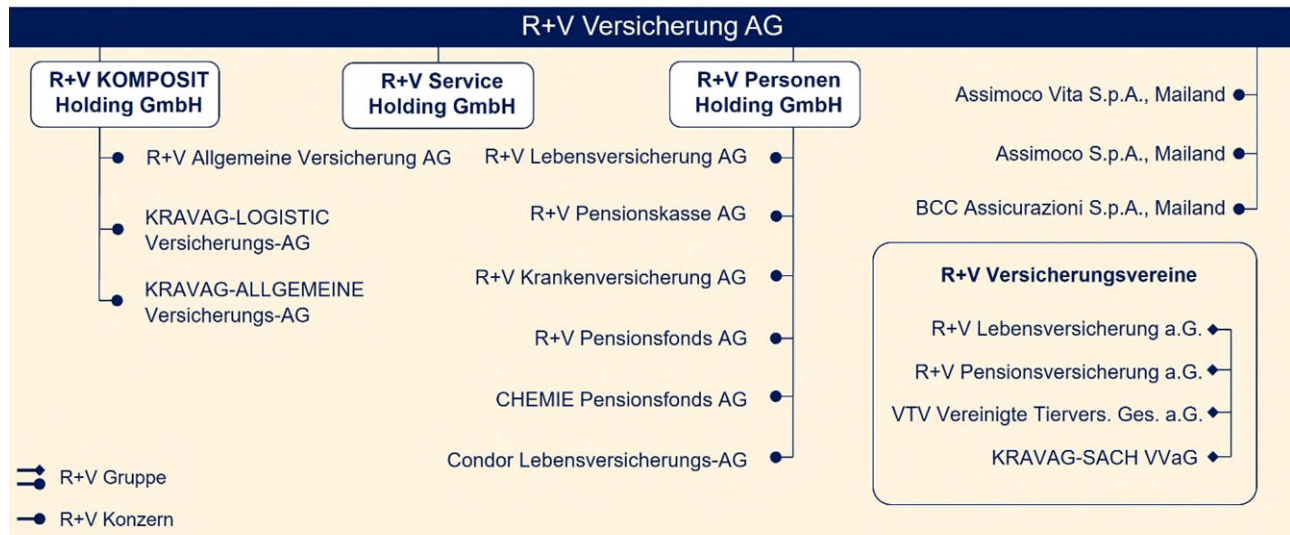 R+V Versicherung AG
R+V KOMPOSIT
Holding GmbH
R+V Allgemeine Versicherung AG
KRAVAG-LOGISTIC
Versicherungs-AG
KRAVAG-ALLGEMEINE
Versicherungs-AG
R+V Service
Holding GmbH
R+V Personen
Holding GmbH
R+V Lebensversicherung AG
R+V Pensionskasse AG
R+V Krankenversicherung AG
R+V Pensionsfonds AG
CHEMIE Pensionsfonds AG
Condor Lebensversicherungs-AG
Assimoco Vita S.p.A., Mailand
Assimoco S.p.A., Mailand
BCC Assicurazioni S.p.A., Mailand
R+V Versicherungsvereine
R+V Lebensversicherung a.G.
R+V Pensionsversicherung a.G.
VTV Vereinigte Tiervers. Ges. a.G.
KRAVAG-SACH VVaG
R+V Gruppe
R+V Konzern